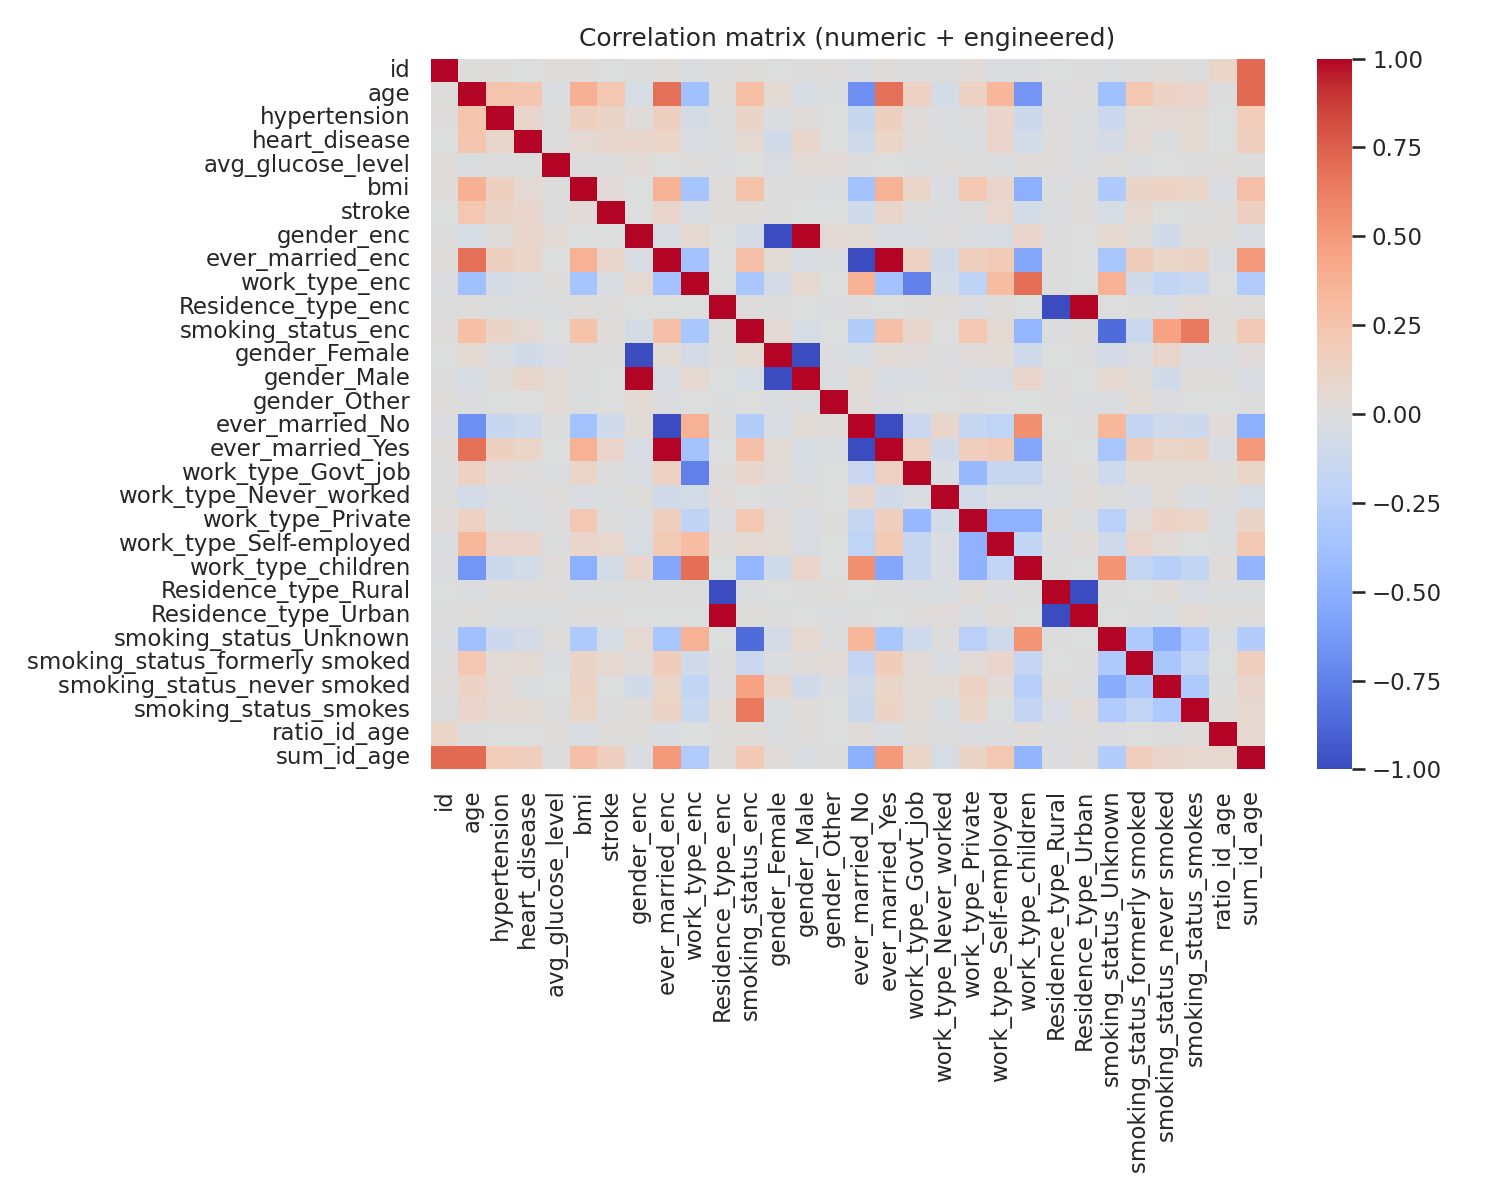 Correlation matrix (numeric + engineered)
id
age
hypertension
heart_disease
avg_glucose_level
bmi
stroke
gender_enc
ever_married_enc
work_type_enc
Residence_type_enc
smoking_status_enc
gender_Female
gender_Male
gender_Other
ever_married_No
ever_married_Yes
work_type_Govt_job
work_type_Never_worked
work_type_Private
work_type_Self-employed
work_type_children
Residence_type_Rural
Residence_type_Urban
smoking_status_Unknown
smoking_status_formerly smoked
smoking_status_never smoked
smoking_status_smokes
ratio_id_age
sum_id_age
id
age
hypertension
heart_disease
avg_glucose_level
bmi
stroke
gender_enc
ever_married_enc
work_type_enc
Residence_type_enc
smoking_status_enc
gender_Female
gender_Male
gender_Other
ever_married_No
ever_married_Yes
work_type_Govt_job
work_type_Never_worked
work_type_Private
work_type_Self-employed
work_type_children
Residence_type_Rural
Residence_type_Urban
smoking_status_Unknown
smoking_status_formerly smoked
smoking_status_never smoked
smoking_status_smokes
ratio_id_age
sum_id_age
1.00
0.75
0.50
0.25
0.00
−0.25
−0.50
−0.75
−1.00